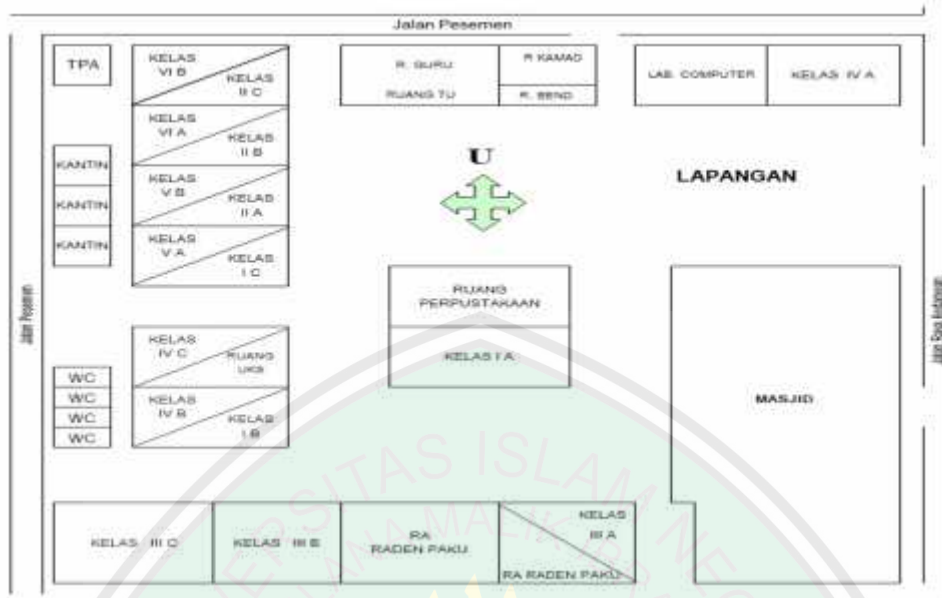 Jalan Pesemen
TPA
KELAS
VI B
KELAS
II C
R. GURU
RUANG TU
R KAMAD
R. BEND
LAB. COMPUTER
KELAS IV A
KELAS
VI A
KELAS
II B
KANTIN
KANTIN
KANTIN
KELAS
V B
KELAS
II A
KELAS
V A
KELAS
I C
U
LAPANGAN
RUANG
PERPUSTAKAAN
KELAS I A
Jalan Pesemen
Jalan Raya
KELAS
IV C
RUANG
UKS
WC
WC
WC
WC
KELAS
IV B
KELAS
I B
MASJID
KELAS III C
KELAS III B
RA
RADEN PAKU
KELAS
III A
RA RADEN PAKU